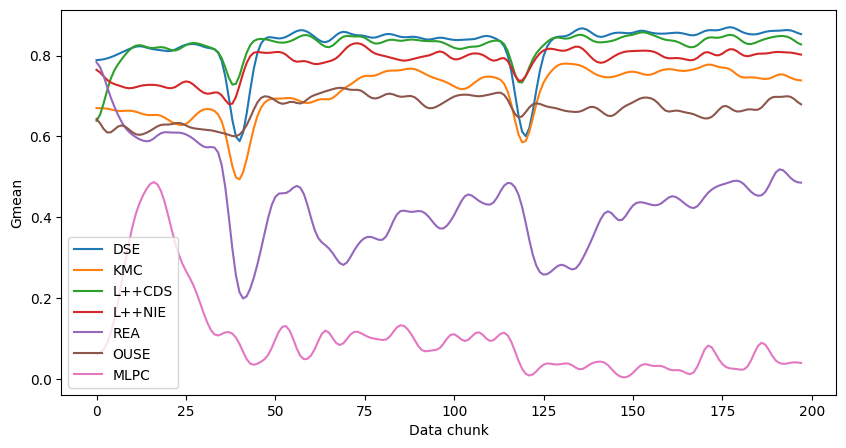 Gmean
0.8
0.6
0.4
0.2
0.0
DSE
KMC
L++CDS
L++NIE
REA
OUSE
MLPC
0 25 50 75 100 125 150 175 200
Data chunk